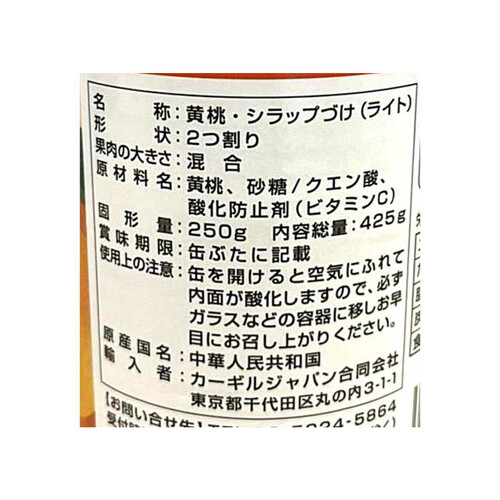 名称:黄桃・シラップづけ(ライト)
形状:2つ割り
果肉の大きさ:混合
原材料名:黄桃、砂糖/クエン酸、
酸化防止剤(ビタミンC)
固形量:250g 内容総量:425g
賞味期限:缶ぶたに記載
使用上の注意:缶を開けると空気にふれて
内面が酸化しますので、必ず
ガラスなどの容器に移しお早
目にお召し上がりください。
原産国名:中華人民共和国
輸入者:カーギルジャパン合同会社
東京都千代田区丸の内3-1-1
【お問い合せ先】